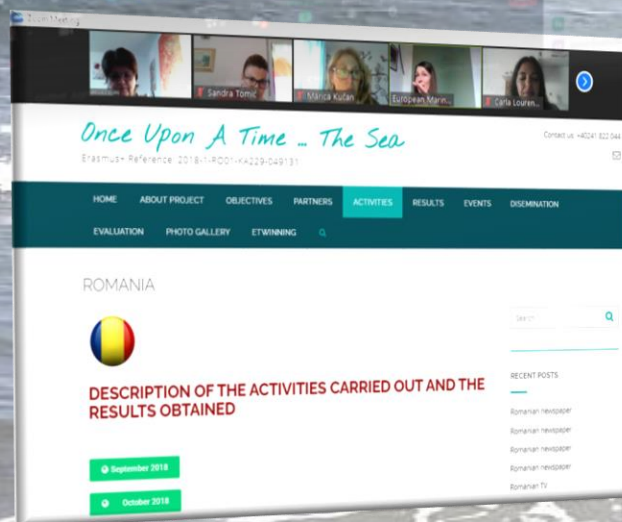 Zoom Meeting
Sandra Tomic
Marica Kučan
European Marin...
Carla Louren...
Once Upon A Time ... The Sea
Contact us: +40241 822 044
Erasmus+ Reference: 2018-1-RO01-KA229-049131
HOME ABOUT PROJECT OBJECTIVES PARTNERS ACTIVITIES RESULTS EVENTS DISEMINATION
EVALUATION PHOTO GALLERY ETWINNING
ROMANIA
Search
DESCRIPTION OF THE ACTIVITIES CARRIED OUT AND THE
RESULTS OBTAINED
RECENT POSTS
Romanian newspaper
Romanian newspaper
Romanian newspaper
Romanian newspaper
Romanian TV
September 2018
October 2018